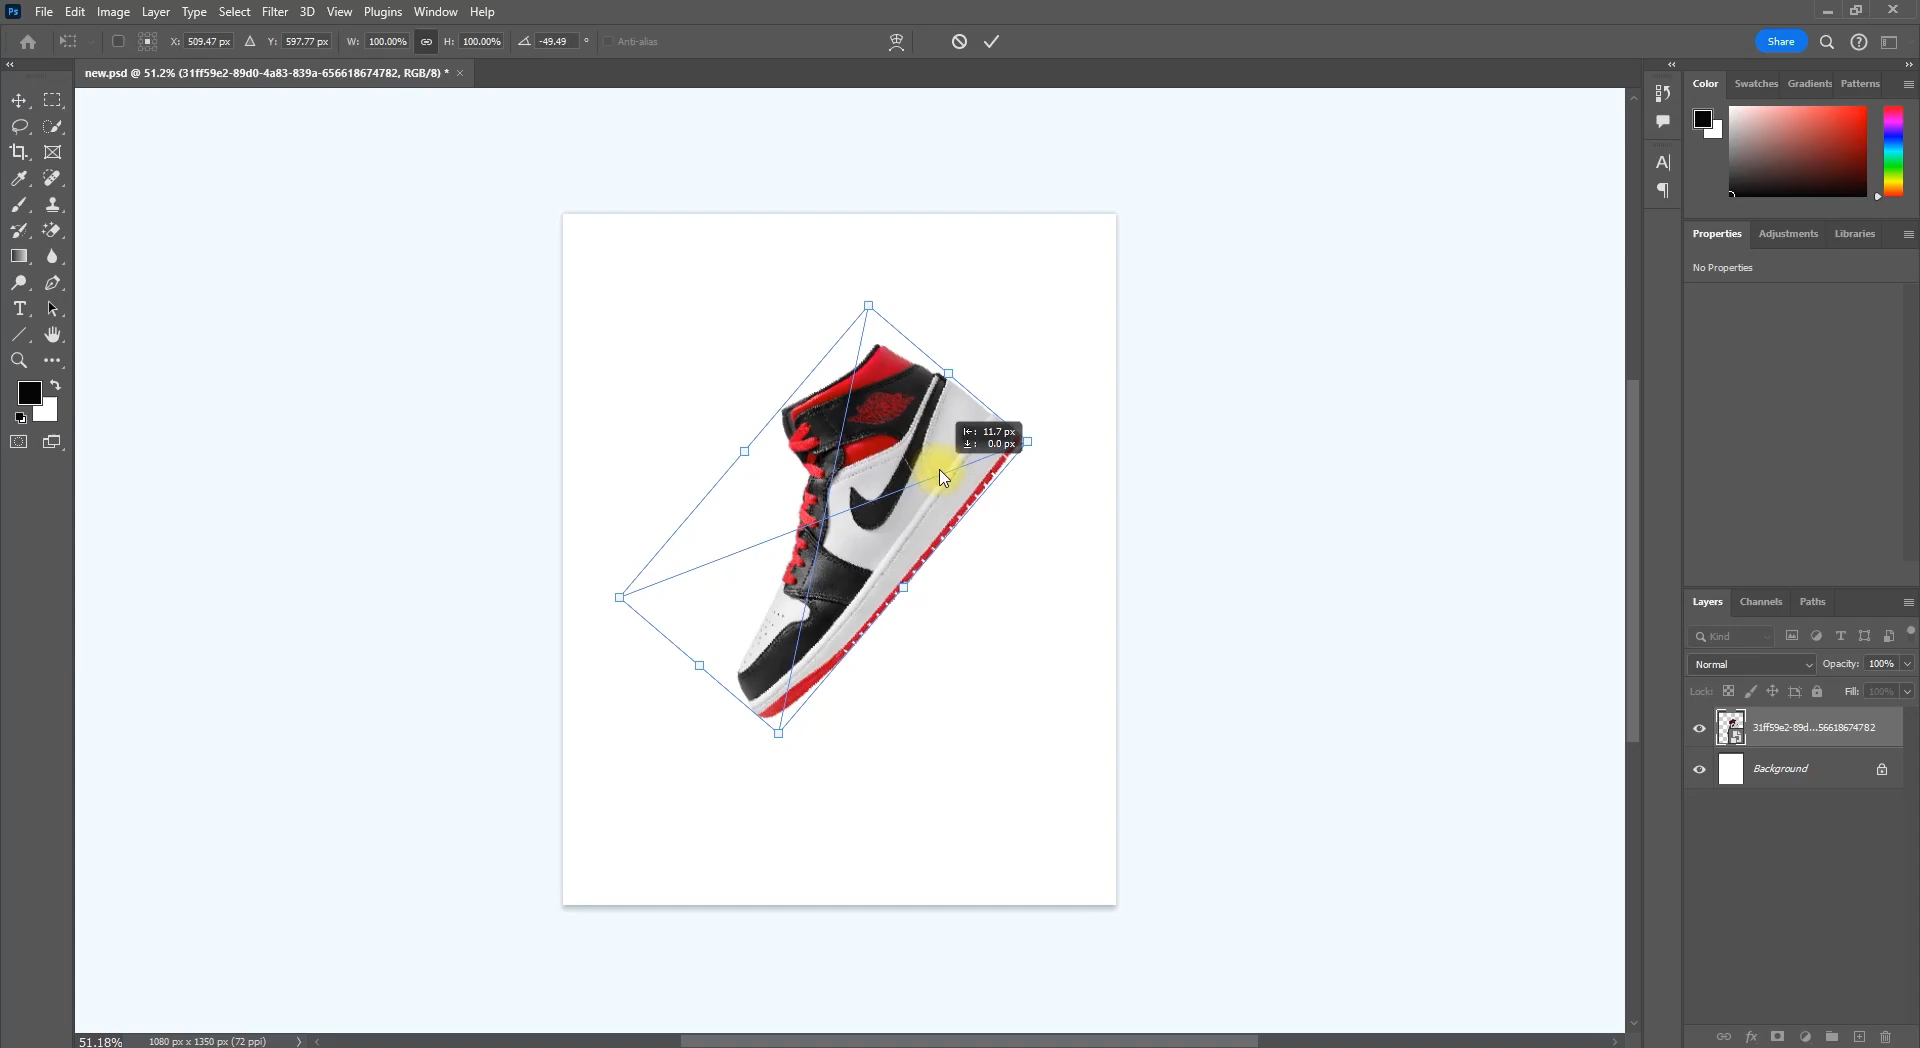 Ps File Edit Image Layer Type Select Filter 3D View Plugins Window Help
X: 509.47 px Y: 597.77 px W: 100.00% H: 100.00% -49.49 ° Anti-alias Share
new.psd @ 51.2% (31ff59e2-89d0-4a83-839a-656618674782, RGB/8) * ×
Color Swatches Gradients Patterns
Properties Adjustments Libraries
No Properties
11.7 px
0.0 px
Layers Channels Paths
Kind
Normal Opacity: 100%
Lock: Fill: 100%
31ff59e2-89d...56618674782
Background
51.18% 1080 px x 1350 px (72 ppi)